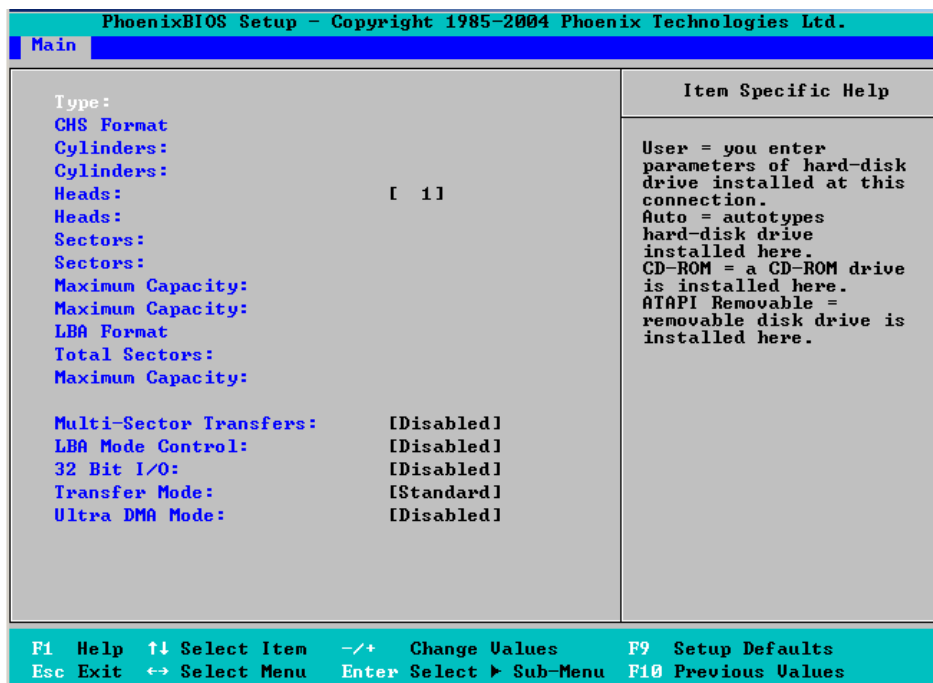 PhoenixBIOS Setup - Copyright 1985-2004 Phoenix Technologies Ltd.
Main
Type:
CHS Format
Cylinders:
Cylinders:
Heads: [ 1]
Heads:
Sectors:
Sectors:
Maximum Capacity:
Maximum Capacity:
LBA Format
Total Sectors:
Maximum Capacity:
Multi-Sector Transfers: [Disabled]
LBA Mode Control: [Disabled]
32 Bit I/O: [Disabled]
Transfer Mode: [Standard]
Ultra DMA Mode: [Disabled]
Item Specific Help
User = you enter
parameters of hard-disk
drive installed at this
connection.
Auto = autotypes
hard-disk drive
installed here.
CD-ROM = a CD-ROM drive
is installed here.
ATAPI Removable =
removable disk drive is
installed here.
F1 Help ↑↓ Select Item -/+ Change Values F9 Setup Defaults
Esc Exit ↔ Select Menu Enter Select ▶ Sub-Menu F10 Previous Values